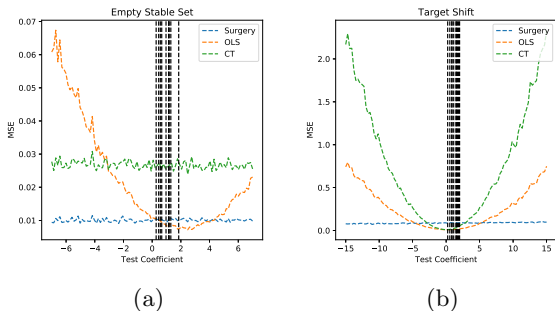 Empty Stable Set
0.07
0.06
0.05
0.04
0.03
0.02
0.01
MSE
Surgery
OLS
CT
−6 −4 −2 0 2 4 6
Test Coefficient
(a)
Target Shift
2.0
1.5
1.0
0.5
0.0
MSE
Surgery
OLS
CT
−15 −10 −5 0 5 10 15
Test Coefficient
(b)